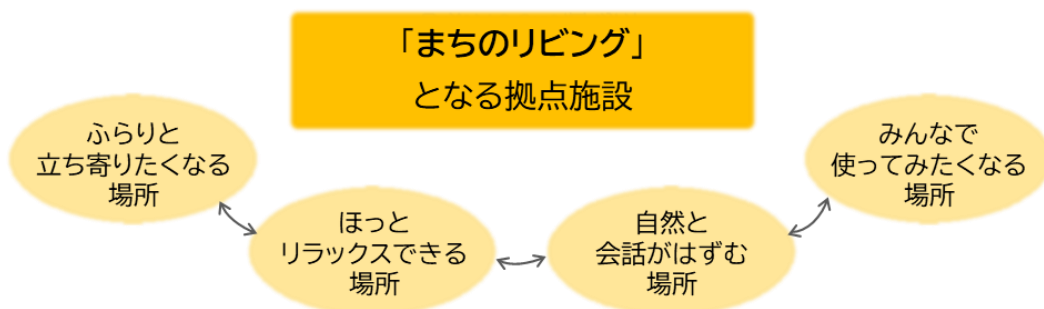 「まちのリビング」
となる拠点施設
ふらりと
立ち寄りたくなる
場所
ほっと
リラックスできる
場所
自然と
会話がはずむ
場所
みんなで
使ってみたくなる
場所